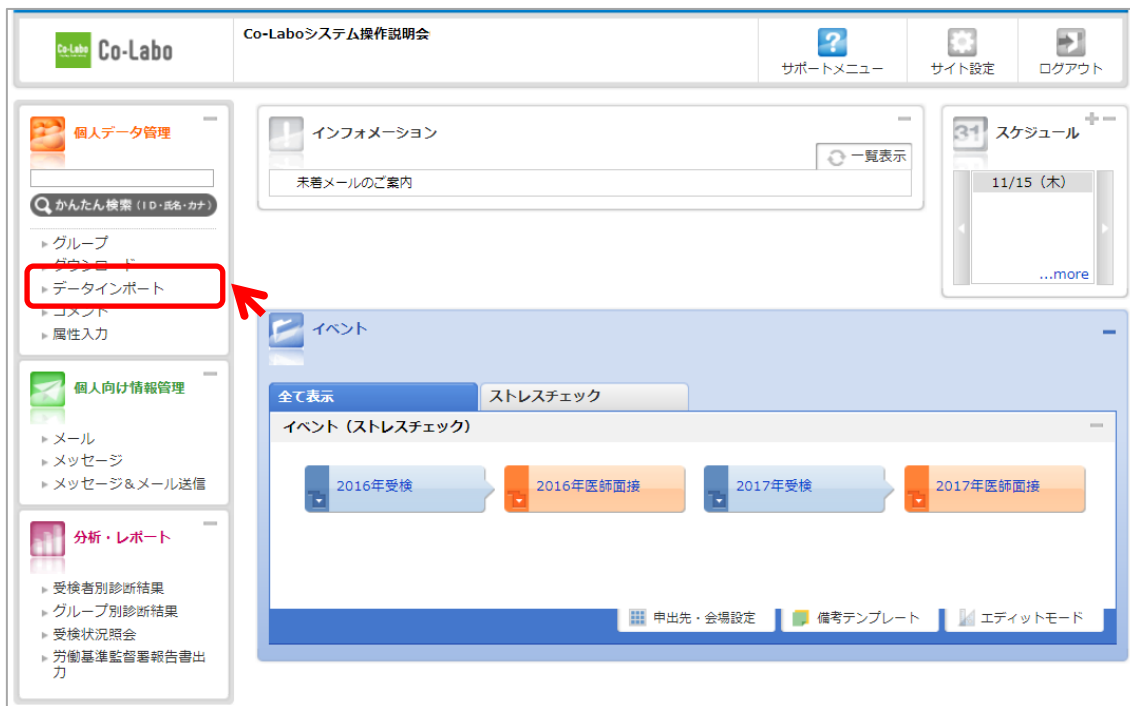 Co-Labo Co-Labo
Co-Laboシステム操作説明会
サポートメニュー
サイト設定
ログアウト
個人データ管理
かんたん検索（ID・氏名・カナ）
グループ
ダウンロード
データインポート
コメント
属性入力
個人向け情報管理
メール
メッセージ
メッセージ&メール送信
分析・レポート
受検者別診断結果
グループ別診断結果
受検状況照会
労働基準監督署報告書出
力
インフォメーション
一覧表示
未着メールのご案内
31 スケジュール
11/15（木）
...more
イベント
全て表示
ストレスチェック
イベント（ストレスチェック）
2016年受検
2016年医師面接
2017年受検
2017年医師面接
申出先・会場設定
備考テンプレート
エディットモード